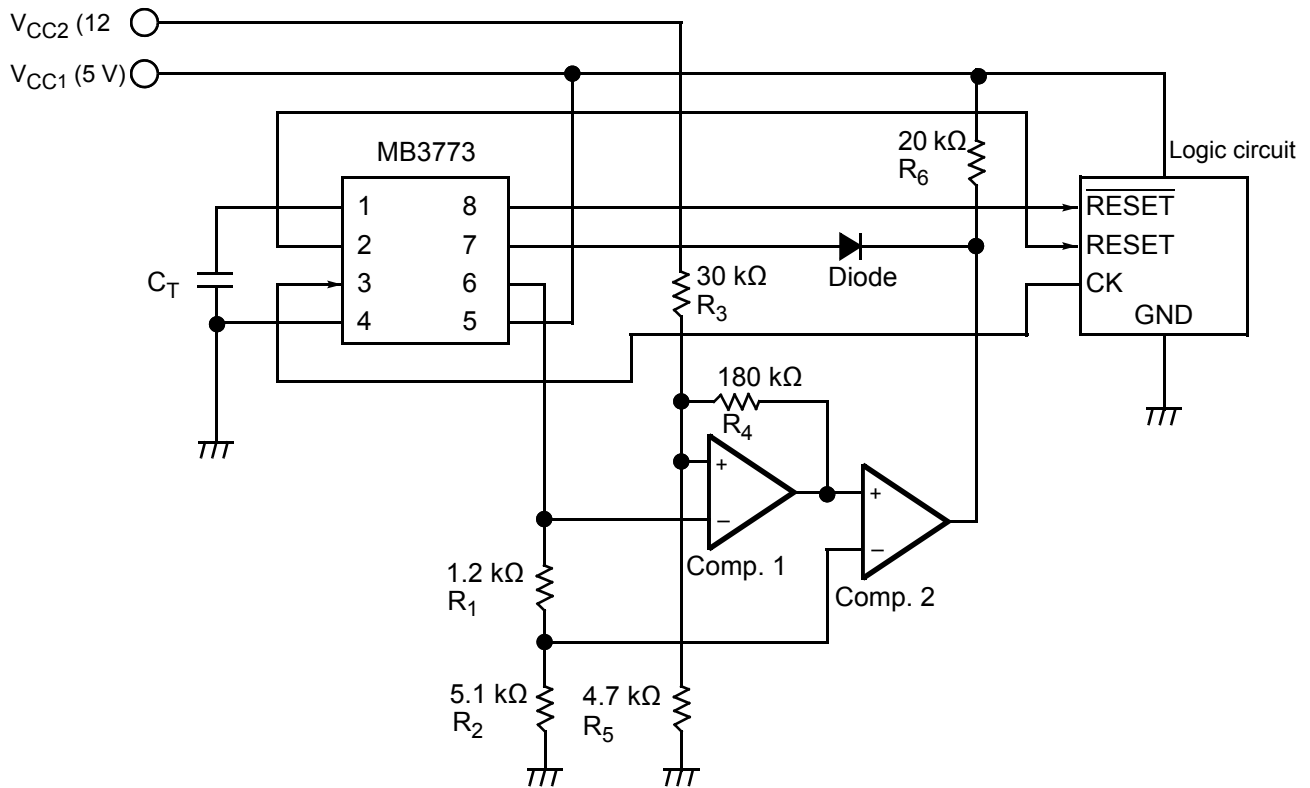 VCC2 (12
VCC1 (5 V)
MB3773
20 kΩ
R6
Logic circuit
1 8
2 7
3 6
4 5
RESET
RESET
CK
GND
Diode
CT
30 kΩ
R3
180 kΩ
R4
+
−
Comp. 1
+
−
Comp. 2
1.2 kΩ
R1
5.1 kΩ
R2
4.7 kΩ
R5